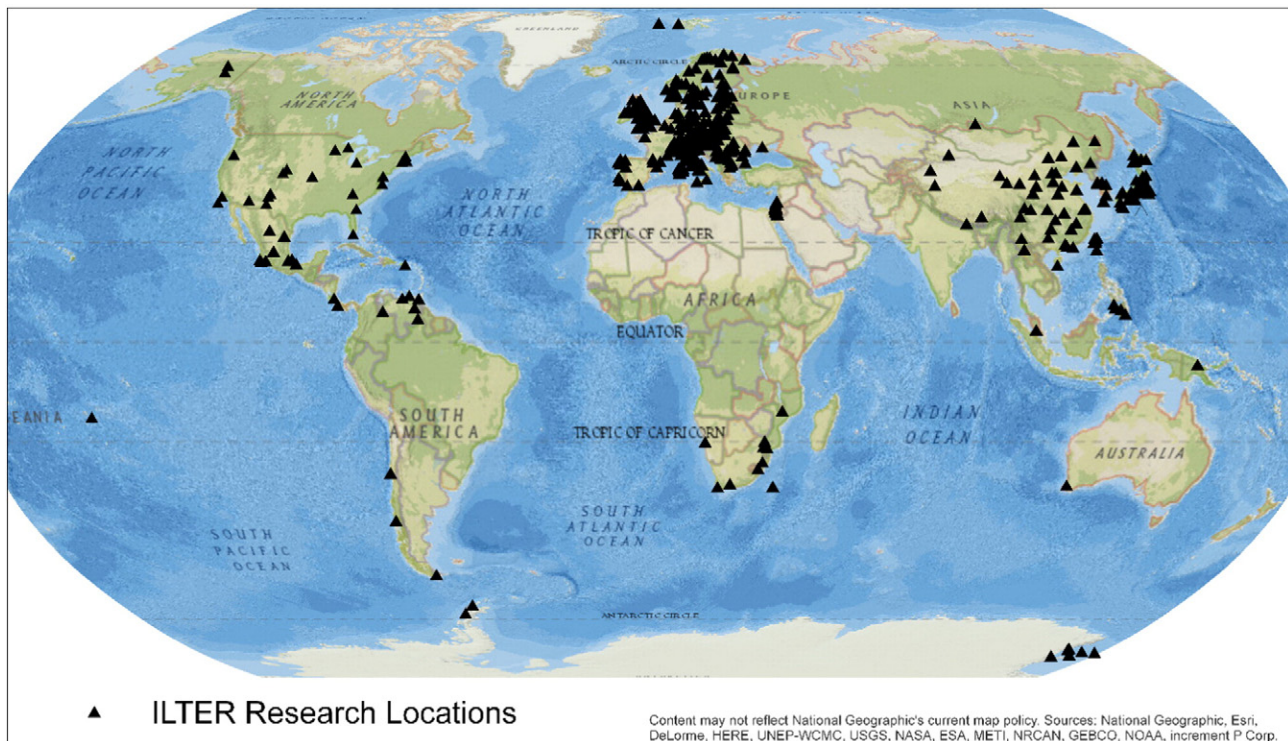 GREENLAND
ARCTIC CIRCLE
NORTH
AMERICA
EUROPE
ASIA
NORTH
PACIFIC
OCEAN
NORTH
ATLANTIC
OCEAN
TROPIC OF CANCER
AFRICA
EQUATOR
EANIA
SOUTH
AMERICA
TROPIC OF CAPRICORN
INDIAN
OCEAN
AUSTRALIA
SOUTH
ATLANTIC
OCEAN
SOUTH
PACIFIC
OCEAN
ANTARCTIC CIRCLE
ILTER Research Locations
Content may not reflect National Geographic's current map policy. Sources: National Geographic, Esri,
DeLorme, HERE, UNEP-WCMC, USGS, NASA, ESA, METI, NRCAN, GEBCO, NOAA, increment P Corp.